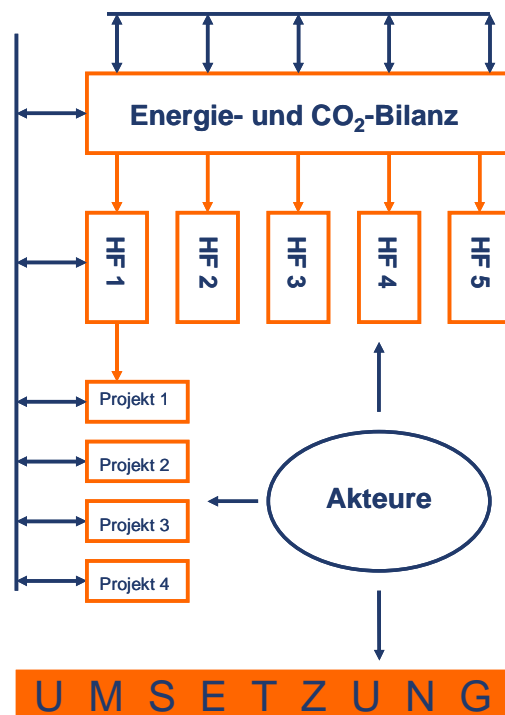 Energie- und CO₂-Bilanz
HF 1
HF 2
HF 3
HF 4
HF 5
Projekt 1
Projekt 2
Projekt 3
Projekt 4
Akteure
U M S E T Z U N G